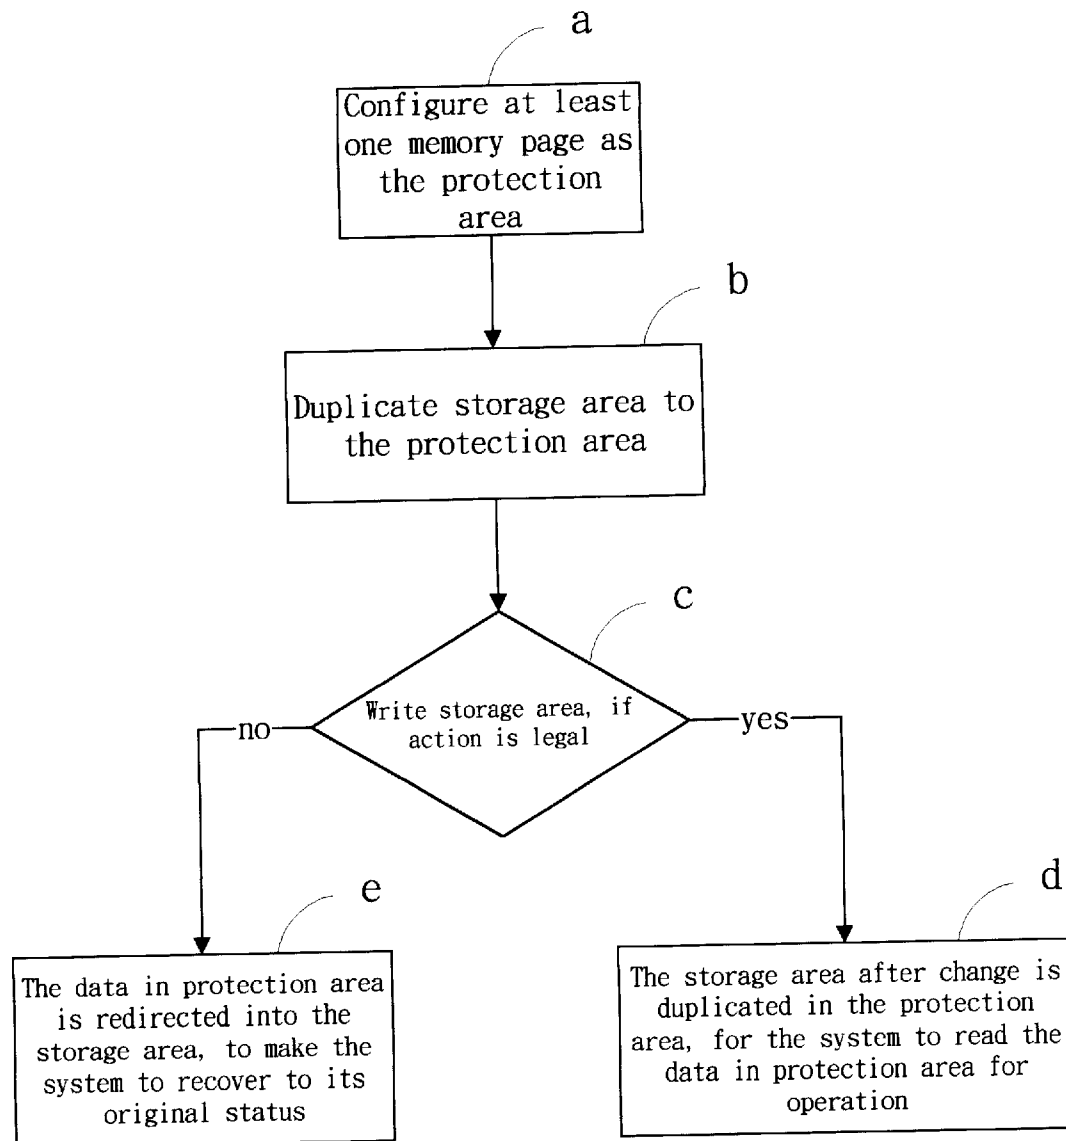 a
Configure at least
one memory page as
the protection
area
b
Duplicate storage area to
the protection area
c
Write storage area, if
action is legal
no
yes
e
d
The data in protection area
is redirected into the
storage area, to make the
system to recover to its
original status
The storage area after change is
duplicated in the protection
area, for the system to read the
data in protection area for
operation